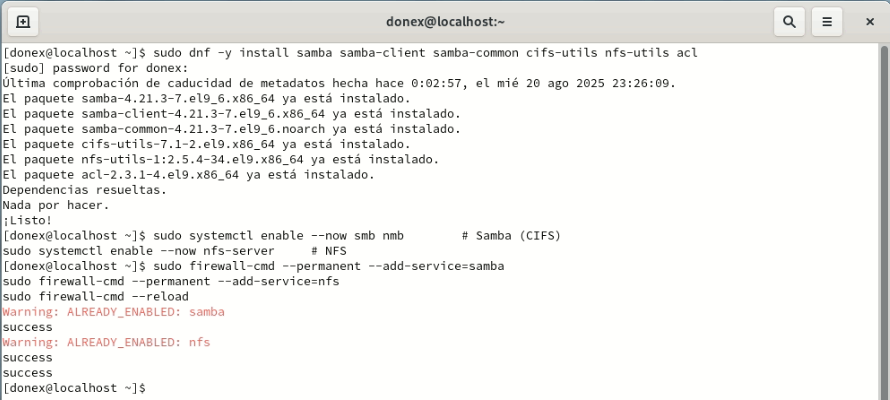 donex@localhost:~
[donex@localhost ~]$ sudo dnf -y install samba samba-client samba-common cifs-utils nfs-utils acl
[sudo] password for donex:
Última comprobación de caducidad de metadatos hecha hace 0:02:57, el mié 20 ago 2025 23:26:09.
El paquete samba-4.21.3-7.el9_6.x86_64 ya está instalado.
El paquete samba-client-4.21.3-7.el9_6.x86_64 ya está instalado.
El paquete samba-common-4.21.3-7.el9_6.noarch ya está instalado.
El paquete cifs-utils-7.1-2.el9.x86_64 ya está instalado.
El paquete nfs-utils-1:2.5.4-34.el9.x86_64 ya está instalado.
El paquete acl-2.3.1-4.el9.x86_64 ya está instalado.
Dependencias resueltas.
Nada por hacer.
¡Listo!
[donex@localhost ~]$ sudo systemctl enable --now smb nmb        # Samba (CIFS)
sudo systemctl enable --now nfs-server     # NFS
[donex@localhost ~]$ sudo firewall-cmd --permanent --add-service=samba
sudo firewall-cmd --permanent --add-service=nfs
sudo firewall-cmd --reload
Warning: ALREADY_ENABLED: samba
success
Warning: ALREADY_ENABLED: nfs
success
success
[donex@localhost ~]$